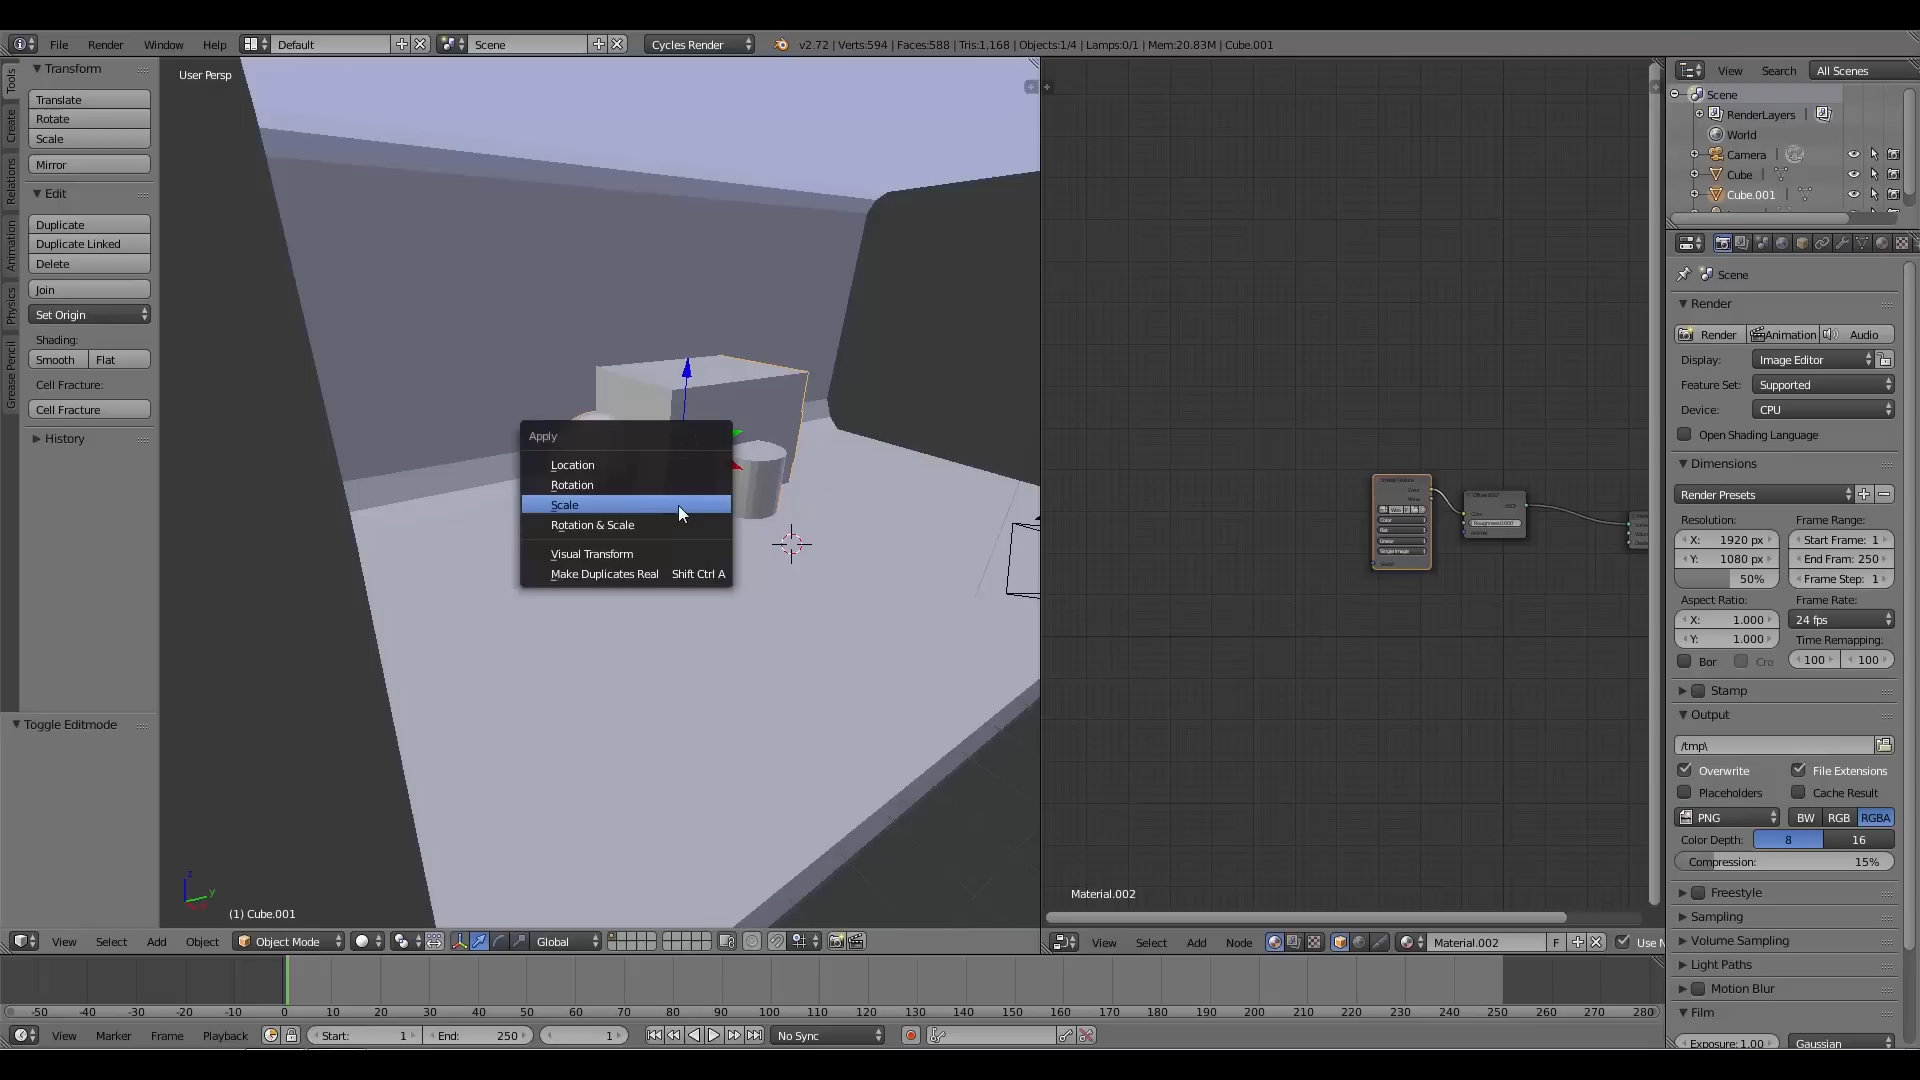 File Render Window Help Default Scene Cycles Render v2.72 | Verts:594 | Faces:588 | Tris:1,168 | Objects:1/4 | Lamps:0/1 | Mem:20.83M | Cube.001
Tools
Create
Relations
Animation
Physics
Grease Pencil
Transform
Translate
Rotate
Scale
Mirror
Edit
Duplicate
Duplicate Linked
Delete
Join
Set Origin
Shading:
Smooth Flat
Cell Fracture:
Cell Fracture
History
Toggle Editmode
User Persp
Apply
Location
Rotation
Scale
Rotation & Scale
Visual Transform
Make Duplicates Real Shift Ctrl A
z
y
(1) Cube.001
View Select Add Object Object Mode Global
Material.002
View Select Add Node Material.002 F Use N
View Search All Scenes
Scene
RenderLayers
World
Camera
Cube
Cube.001
Scene
Render
Render Animation Audio
Display: Image Editor
Feature Set: Supported
Device: CPU
Open Shading Language
Dimensions
Render Presets
Resolution: Frame Range:
X: 1920 px Start Frame: 1
Y: 1080 px End Fram: 250
50% Frame Step: 1
Aspect Ratio: Frame Rate:
X: 1.000 24 fps
Y: 1.000 Time Remapping:
Bor Cro 100 100
Stamp
Output
/tmp\
Overwrite File Extensions
Placeholders Cache Result
PNG BW RGB RGBA
Color Depth: 8 16
Compression: 15%
Freestyle
Sampling
Volume Sampling
Light Paths
Motion Blur
Film
Exposure:1.00 Gaussian
-50 -40 -30 -20 -10 0 10 20 30 40 50 60 70 80 90 100 110 120 130 140 150 160 170 180 190 200 210 220 230 240 250 260 270 280
View Marker Frame Playback Start: 1 End: 250 1 No Sync